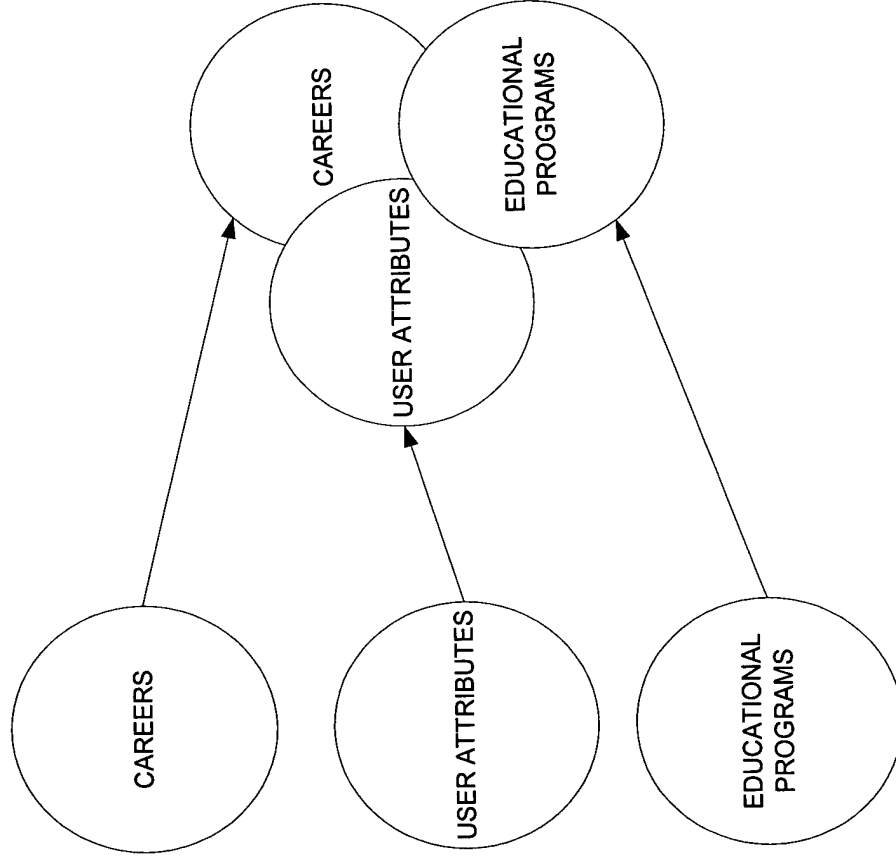 CAREERS
USER ATTRIBUTES
EDUCATIONAL
PROGRAMS
CAREERS
USER ATTRIBUTES
EDUCATIONAL
PROGRAMS